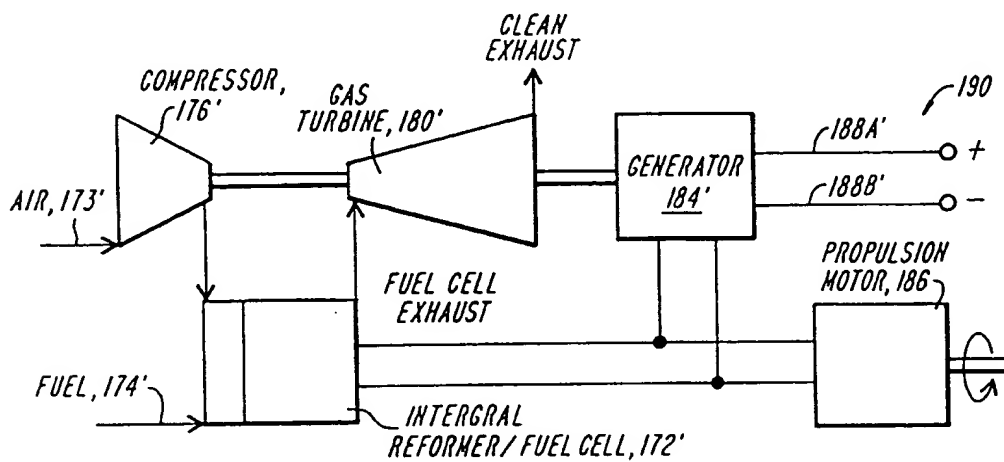 CLEAN
EXHAUST
COMPRESSOR,
176'
GAS
TURBINE, 180'
190
188A'
+
GENERATOR
184'
188B'
-
AIR, 173'
PROPULSION
MOTOR, 186
FUEL CELL
EXHAUST
FUEL, 174'
INTERGRAL
REFORMER/ FUEL CELL, 172'